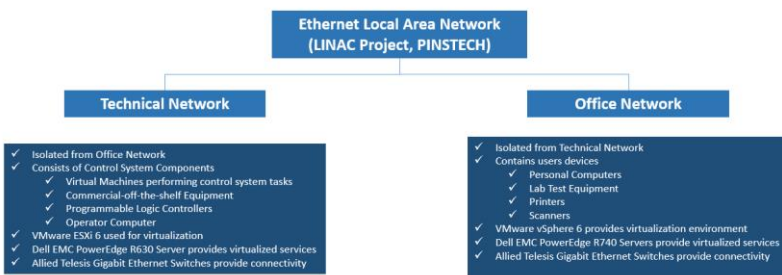 Ethernet Local Area Network
(LINAC Project, PINSTECH)
Technical Network
Office Network
✓ Isolated from Office Network
✓ Consists of Control System Components
✓ Virtual Machines performing control system tasks
✓ Commercial-off-the-shelf Equipment
✓ Programmable Logic Controllers
✓ Operator Computer
✓ VMware ESXi 6 used for virtualization
✓ Dell EMC PowerEdge R630 Server provides virtualized services
✓ Allied Telesis Gigabit Ethernet Switches provide connectivity
✓ Isolated from Technical Network
✓ Contains users devices
✓ Personal Computers
✓ Lab Test Equipment
✓ Printers
✓ Scanners
✓ VMware vSphere 6 provides virtualization environment
✓ Dell EMC PowerEdge R740 Servers provide virtualized services
✓ Allied Telesis Gigabit Ethernet Switches provide connectivity